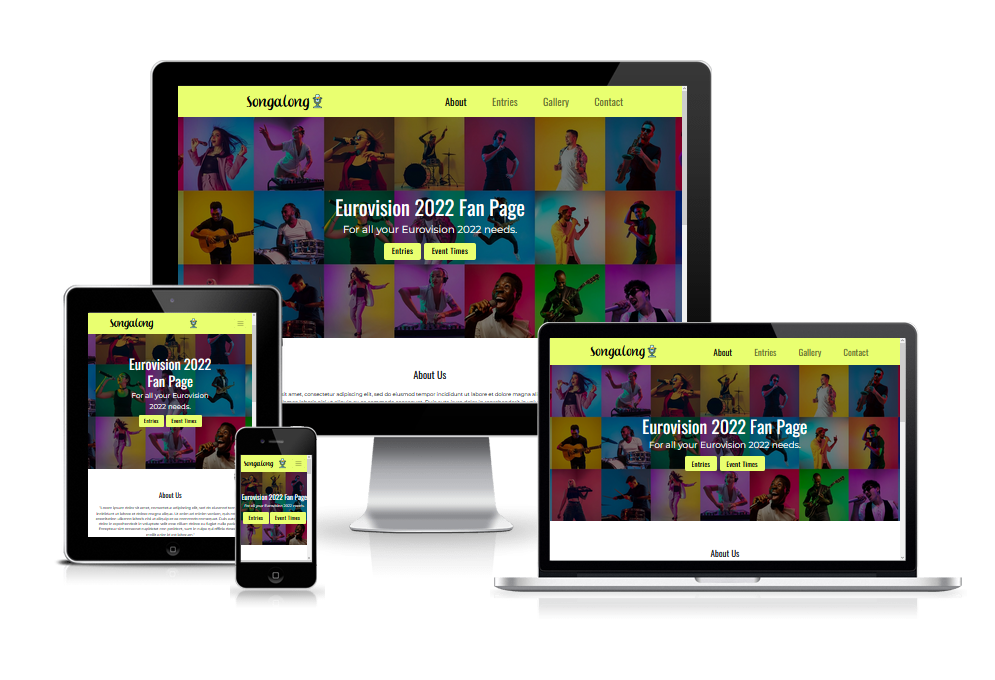 Songalong
About Entries Gallery Contact
Eurovision 2022 Fan Page
For all your Eurovision 2022 needs.
Entries Event Times
About Us
sit amet, consectetur adipiscing elit, sed do eiusmod tempor incididunt ut labore et dolore magna al
Songalong
Eurovision 2022
Fan Page
For all your Eurovision
2022 needs.
Entries Event Times
About Us
Songalong
Eurovision 2022 Fan Page
For all your Eurovision 2022 needs.
Entries Event Times
Songalong
About Entries Gallery Contact
Eurovision 2022 Fan Page
For all your Eurovision 2022 needs.
Entries Event Times
About Us